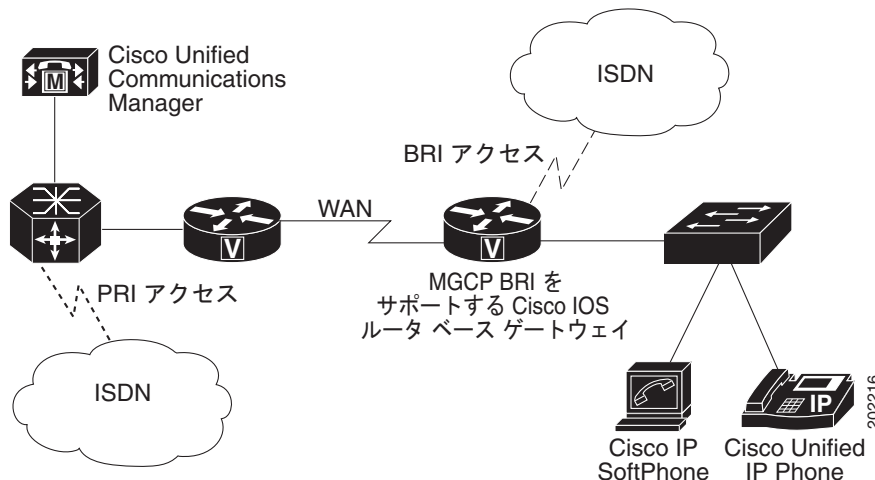 Cisco Unified
Communications
Manager
M
ISDN
BRI アクセス
WAN
V
V
MGCP BRI を
サポートする Cisco IOS
ルータ ベース ゲートウェイ
PRI アクセス
ISDN
IP
Cisco IP
SoftPhone
Cisco Unified
IP Phone
202216